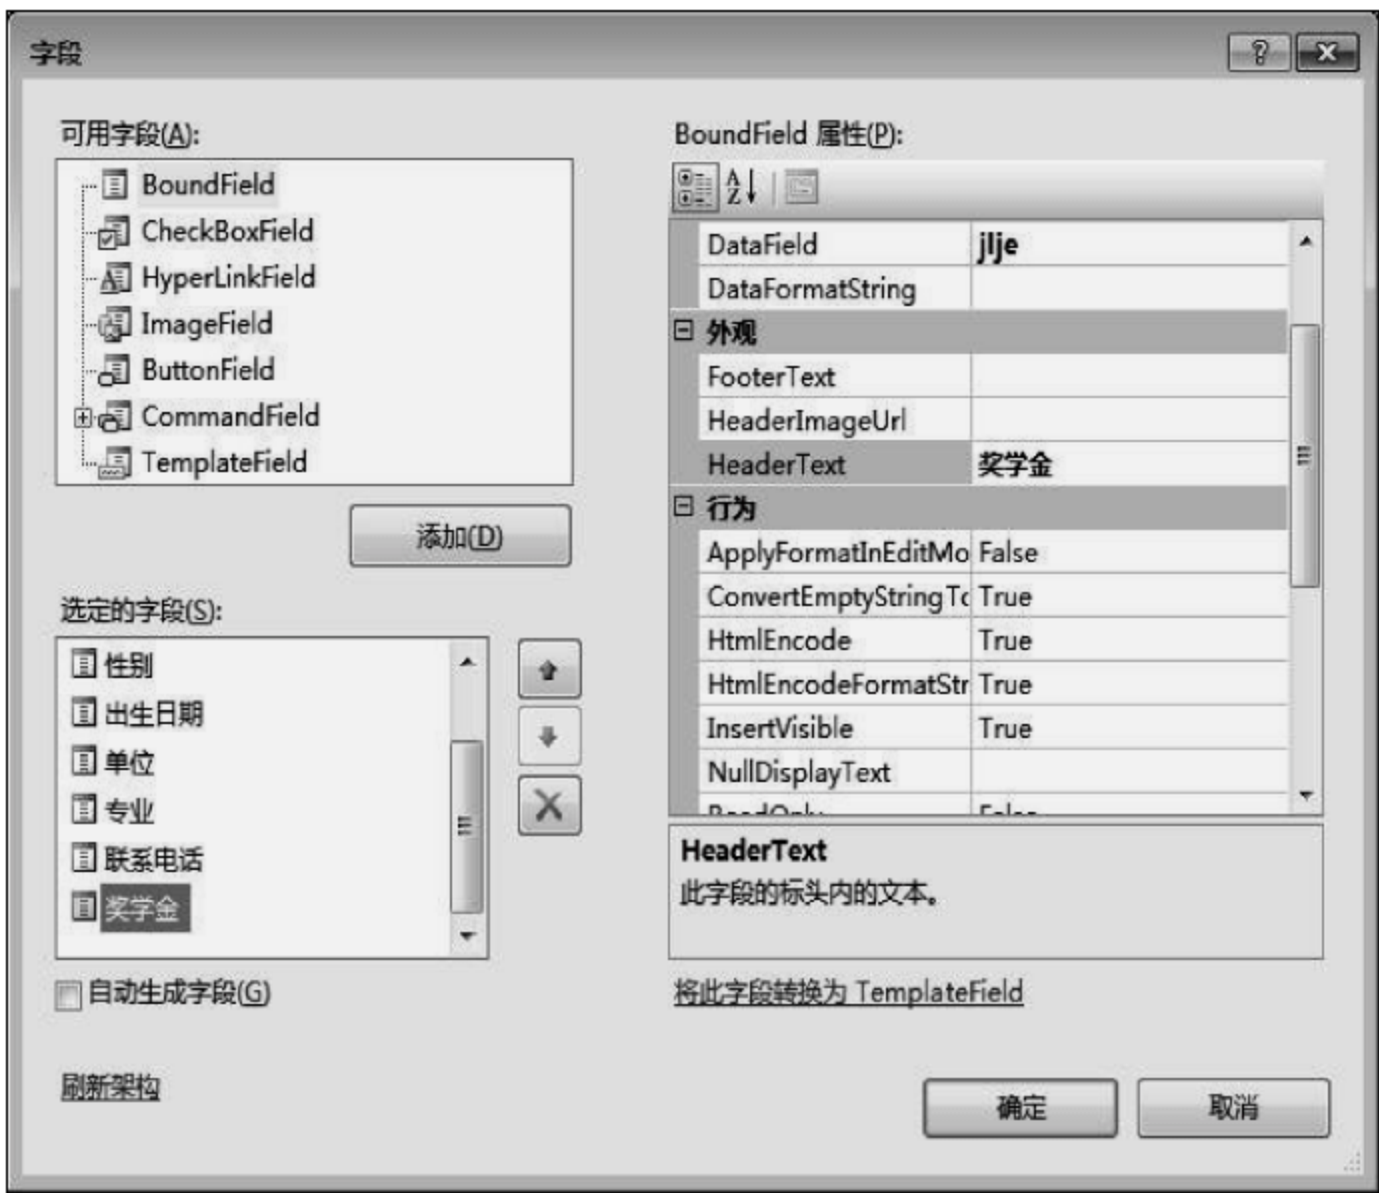 字段
可用字段(A):
BoundField
CheckBoxField
HyperLinkField
ImageField
ButtonField
CommandField
TemplateField
添加(D)
选定的字段(S):
性别
出生日期
单位
专业
联系电话
奖学金
自动生成字段(G)
刷新架构
BoundField 属性(P):
DataField jlje
DataFormatString
外观
FooterText
HeaderImageUrl
HeaderText 奖学金
行为
ApplyFormatInEditMo False
ConvertEmptyStringTo True
HtmlEncode True
HtmlEncodeFormatStr True
InsertVisible True
NullDisplayText
ReadOnly False
HeaderText
此字段的标头内的文本。
将此字段转换为 TemplateField
确定
取消